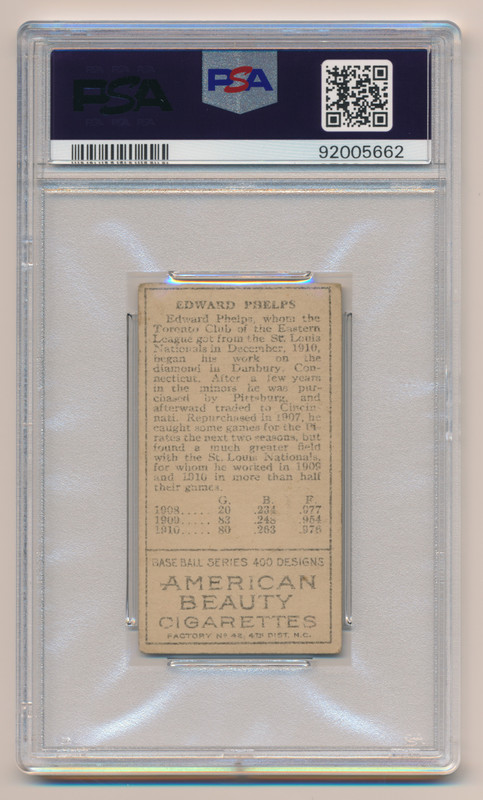 PSA
PSA
92005662
EDWARD PHELPS
Edward Phelps, whom the
Toronto Club of the Eastern
League got from the St. Louis
Nationals in December, 1910,
began his work on the
diamond in Danbury, Con-
necticut. After a few years
in the minors he was pur-
chased by Pittsburg, and
afterward traded to Cincin-
nati. Repurchased in 1907, he
caught some games for the Pi-
rates the next two seasons, but
found a much greater field
with the St. Louis Nationals,
for whom he worked in 1909
and 1910 in more than half
their games.
G. B. F.
1908..... 20 .234 .977
1909..... 83 .248 .954
1910..... 80 .263 .975
BASE BALL SERIES 400 DESIGNS
AMERICAN
BEAUTY
CIGARETTES
FACTORY No 42, 4TH DIST. N.C.